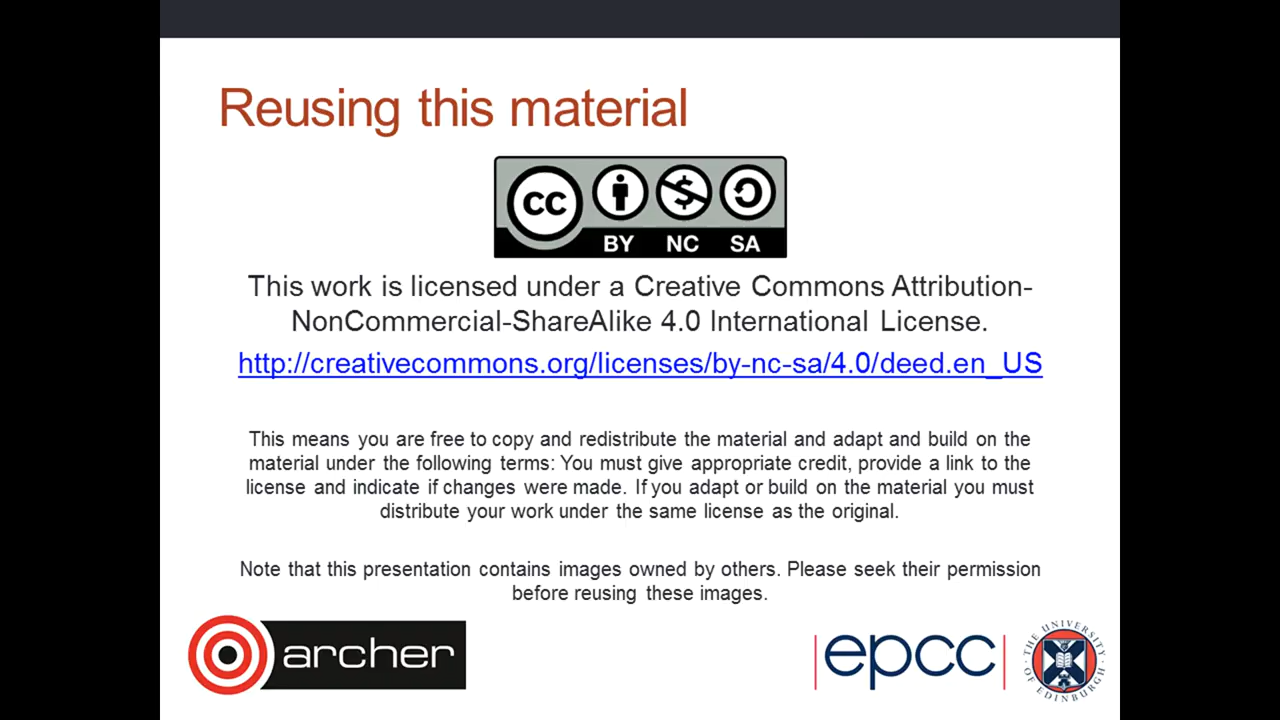 Reusing this material
CC
BY NC SA
This work is licensed under a Creative Commons Attribution-
NonCommercial-ShareAlike 4.0 International License.
http://creativecommons.org/licenses/by-nc-sa/4.0/deed.en_US
This means you are free to copy and redistribute the material and adapt and build on the
material under the following terms: You must give appropriate credit, provide a link to the
license and indicate if changes were made. If you adapt or build on the material you must
distribute your work under the same license as the original.
Note that this presentation contains images owned by others. Please seek their permission
before reusing these images.
archer
epcc
THE UNIVERSITY OF EDINBURGH